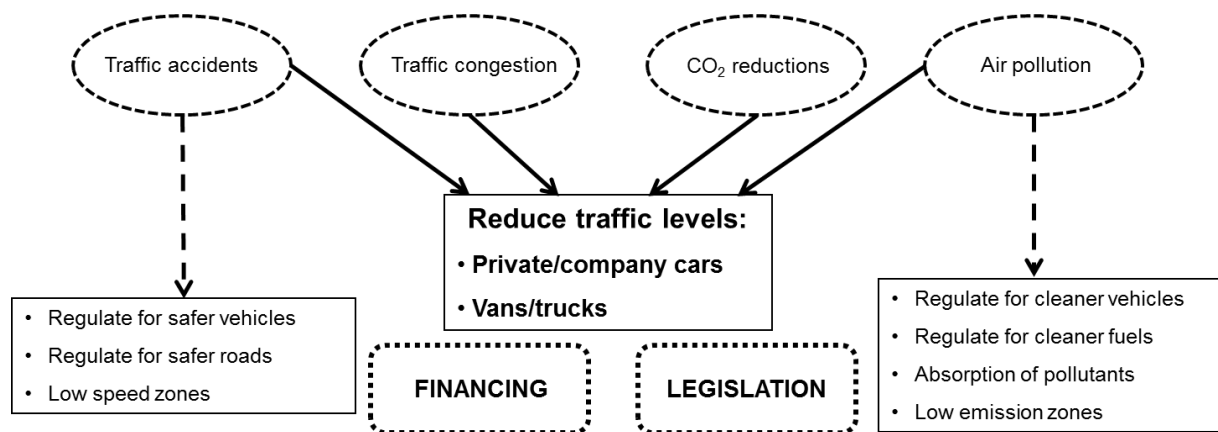 Traffic accidents
Traffic congestion
CO₂ reductions
Air pollution
Reduce traffic levels:
• Private/company cars
• Vans/trucks
• Regulate for safer vehicles
• Regulate for safer roads
• Low speed zones
FINANCING
LEGISLATION
• Regulate for cleaner vehicles
• Regulate for cleaner fuels
• Absorption of pollutants
• Low emission zones